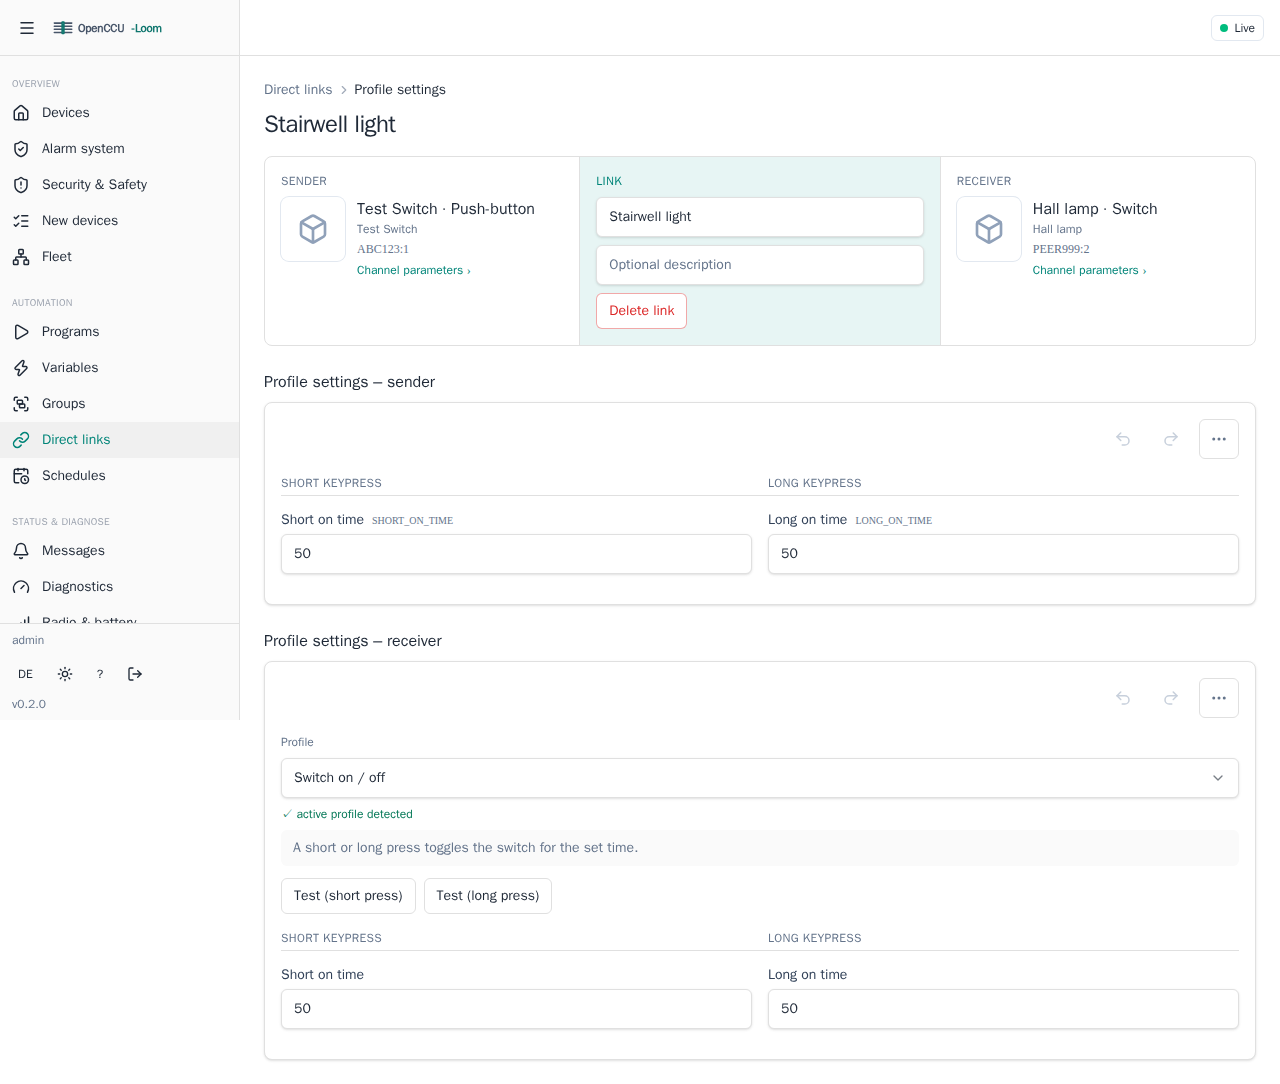 OpenCCU -Loom
Live
OVERVIEW
Devices
Alarm system
Security & Safety
New devices
Fleet
AUTOMATION
Programs
Variables
Groups
Direct links
Schedules
STATUS & DIAGNOSE
Messages
Diagnostics
Radio & battery
admin
DE ?
v0.2.0
Direct links > Profile settings
Stairwell light
SENDER
Test Switch · Push-button
Test Switch
ABC123:1
Channel parameters ›
LINK
Stairwell light
Optional description
Delete link
RECEIVER
Hall lamp · Switch
Hall lamp
PEER999:2
Channel parameters ›
Profile settings – sender
SHORT KEYPRESS
Short on time SHORT_ON_TIME
50
LONG KEYPRESS
Long on time LONG_ON_TIME
50
Profile settings – receiver
Profile
Switch on / off
✓ active profile detected
A short or long press toggles the switch for the set time.
Test (short press) Test (long press)
SHORT KEYPRESS
Short on time
50
LONG KEYPRESS
Long on time
50